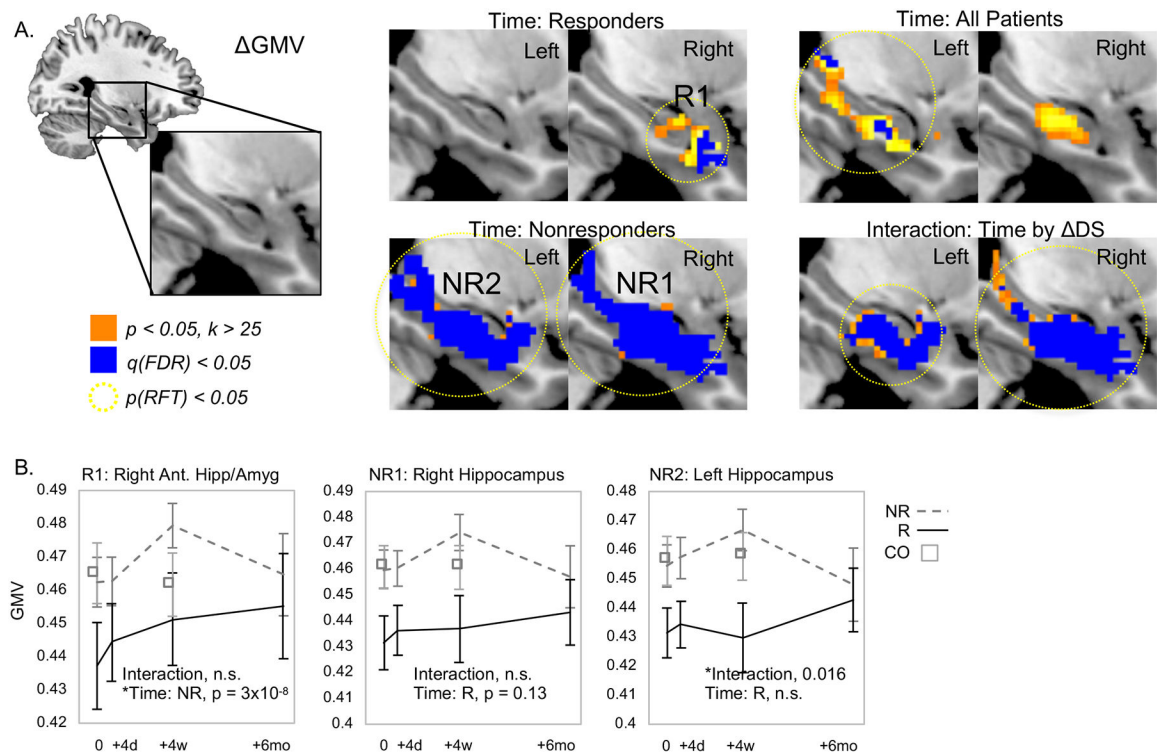 A.
ΔGMV
Time: Responders
Left
Right
R1
Time: All Patients
Left
Right
Time: Nonresponders
Left
Right
NR2
NR1
Interaction: Time by ΔDS
Left
Right
p < 0.05, k > 25
q(FDR) < 0.05
p(RFT) < 0.05
B.
R1: Right Ant. Hipp/Amyg
GMV
0.49
0.48
0.47
0.46
0.45
0.44
0.43
0.42
Interaction, n.s.
*Time: NR, p = 3x10⁻⁸
0 +4d +4w +6mo
NR1: Right Hippocampus
0.49
0.48
0.47
0.46
0.45
0.44
0.43
0.42
0.41
0.4
Interaction, n.s.
Time: R, p = 0.13
0 +4d +4w +6mo
NR2: Left Hippocampus
0.48
0.47
0.46
0.45
0.44
0.43
0.42
0.41
0.4
*Interaction, 0.016
Time: R, n.s.
0 +4d +4w +6mo
NR
R
CO